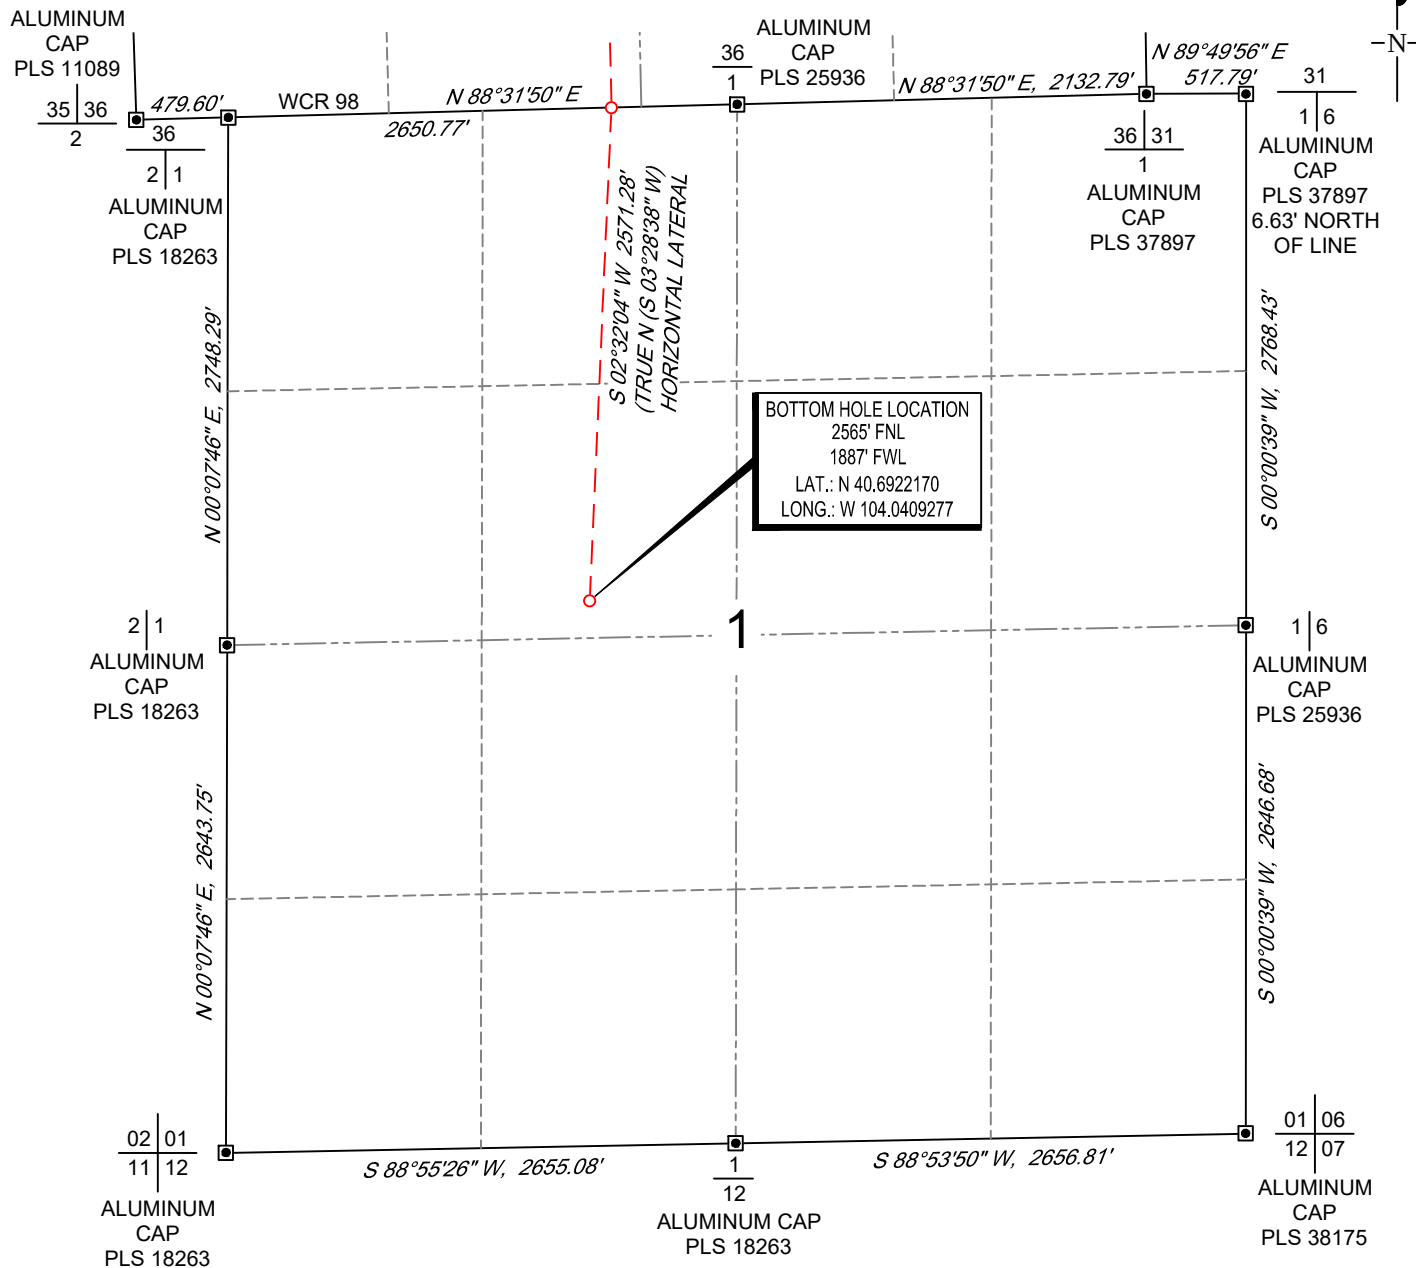 ALUMINUM
CAP
PLS 11089
35 36
2
479.60'
36
2 1
ALUMINUM
CAP
PLS 18263
WCR 98
N 88°31'50" E
2650.77'
36
1
ALUMINUM
CAP
PLS 25936
N 88°31'50" E, 2132.79'
N 89°49'56" E
517.79'
-N-
36 31
1
ALUMINUM
CAP
PLS 37897
31
1 6
ALUMINUM
CAP
PLS 37897
6.63' NORTH
OF LINE
S 02°32'04" W 2571.28'
(TRUE N (S 03°28'38" W)
HORIZONTAL LATERAL
N 00°07'46" E, 2748.29'
S 00°00'39" W, 2768.43'
BOTTOM HOLE LOCATION
2565' FNL
1887' FWL
LAT.: N 40.6922170
LONG.: W 104.0409277
2 1
ALUMINUM
CAP
PLS 18263
1
1 6
ALUMINUM
CAP
PLS 25936
N 00°07'46" E, 2643.75'
S 00°00'39" W, 2646.68'
02 01
11 12
ALUMINUM
CAP
PLS 18263
S 88°55'26" W, 2655.08'
1
12
ALUMINUM CAP
PLS 18263
S 88°53'50" W, 2656.81'
01 06
12 07
ALUMINUM
CAP
PLS 38175